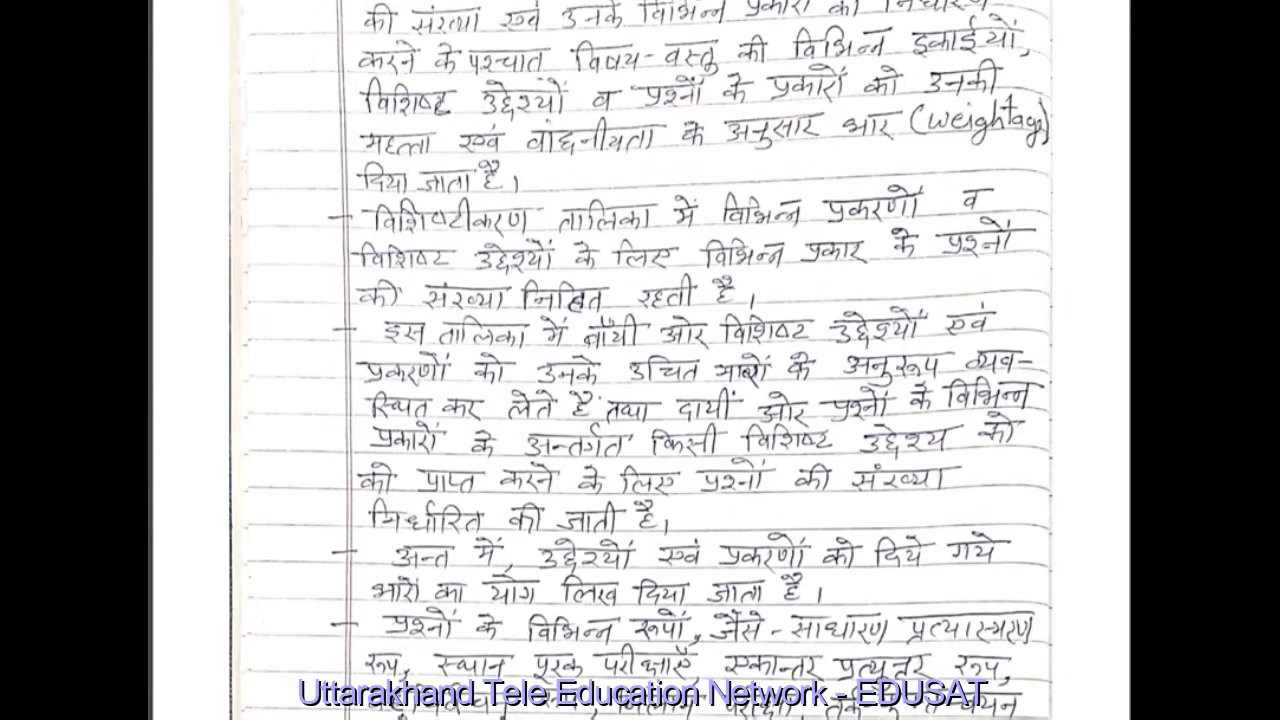 की संख्या एवं उनके विभिन्न प्रकारों का निर्धारण
करने के पश्चात विषय-वस्तु की विभिन्न इकाईयों,
विशिष्ट उद्देश्यों व प्रश्नों के प्रकारों को उनकी
महत्ता एवं वांछनीयता के अनुसार भार (weightage)
दिया जाता है।
- विशिष्टीकरण तालिका में विभिन्न प्रकरणों व
विशिष्ट उद्देश्यों के लिए विभिन्न प्रकार के प्रश्नों
की संख्या निहित रहती है।
- इस तालिका में बाँयी ओर विशिष्ट उद्देश्यों एवं
प्रकरणों को उनके उचित भारों के अनुरूप व्यव-
स्थित कर लेते हैं तथा दायीं ओर प्रश्नों के विभिन्न
प्रकारों के अन्तर्गत किसी विशिष्ट उद्देश्य को
को प्राप्त करने के लिए प्रश्नों की संख्या
निर्धारित की जाती है।
- अन्त में, उद्देश्यों एवं प्रकरणों को दिये गये
भारों का योग लिख दिया जाता है।
- प्रश्नों के विभिन्न रूपों, जैसे - साधारण प्रत्यास्मरण
रूप, स्थान पूरक परीक्षाएँ, एकान्तर प्रत्युत्तर रूप,
Uttarakhand Tele Education Network - EDUSAT